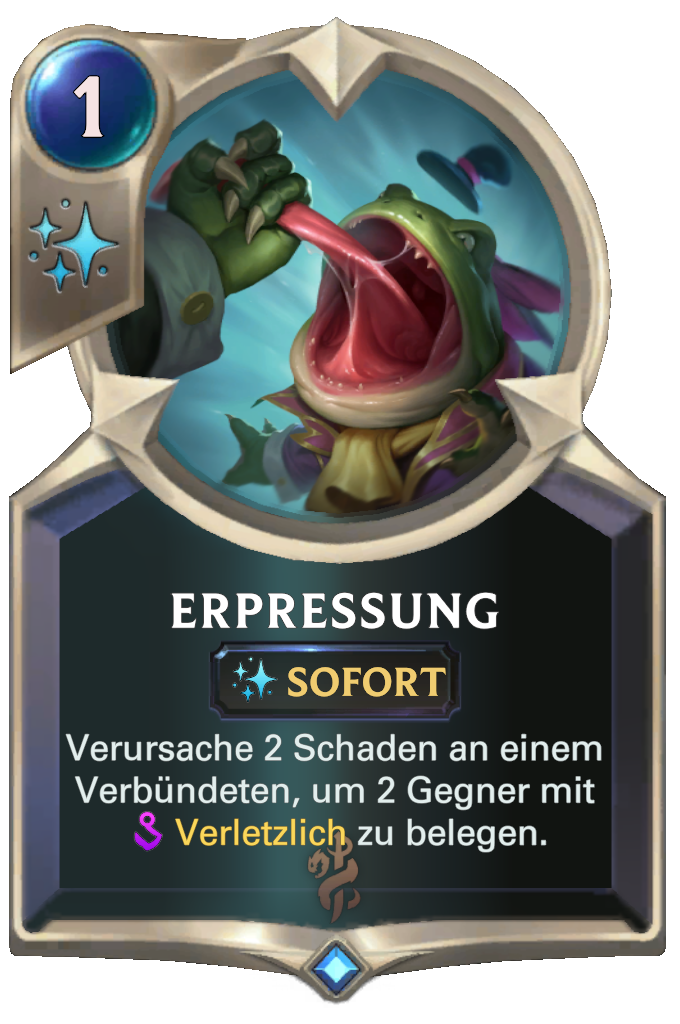 1
ERPRESSUNG
SOFORT
Verursache 2 Schaden an einem
Verbündeten, um 2 Gegner mit
Verletzlich zu belegen.